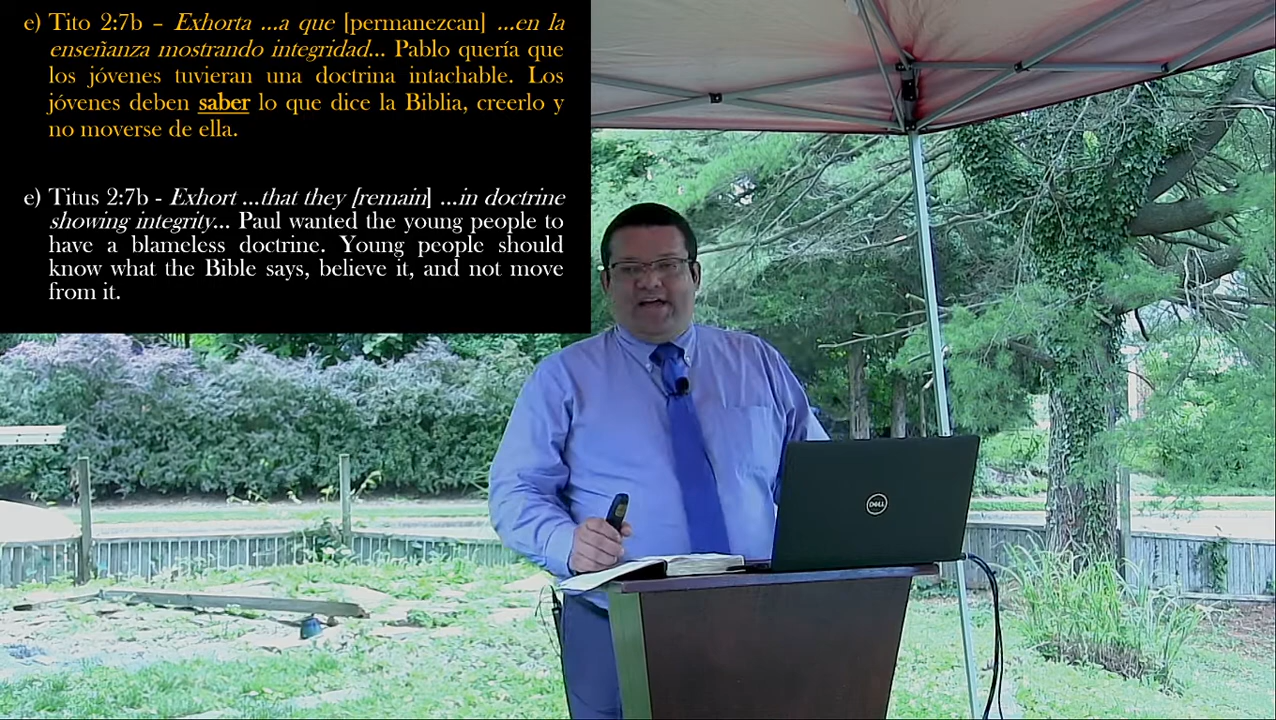 e) Tito 2:7b – Exhorta ...a que [permanezcan] ...en la
enseñanza mostrando integridad... Pablo quería que
los jóvenes tuvieran una doctrina intachable. Los
jóvenes deben saber lo que dice la Biblia, creerlo y
no moverse de ella.
e) Titus 2:7b - Exhort ...that they [remain] ...in doctrine
showing integrity... Paul wanted the young people to
have a blameless doctrine. Young people should
know what the Bible says, believe it, and not move
from it.
DELL